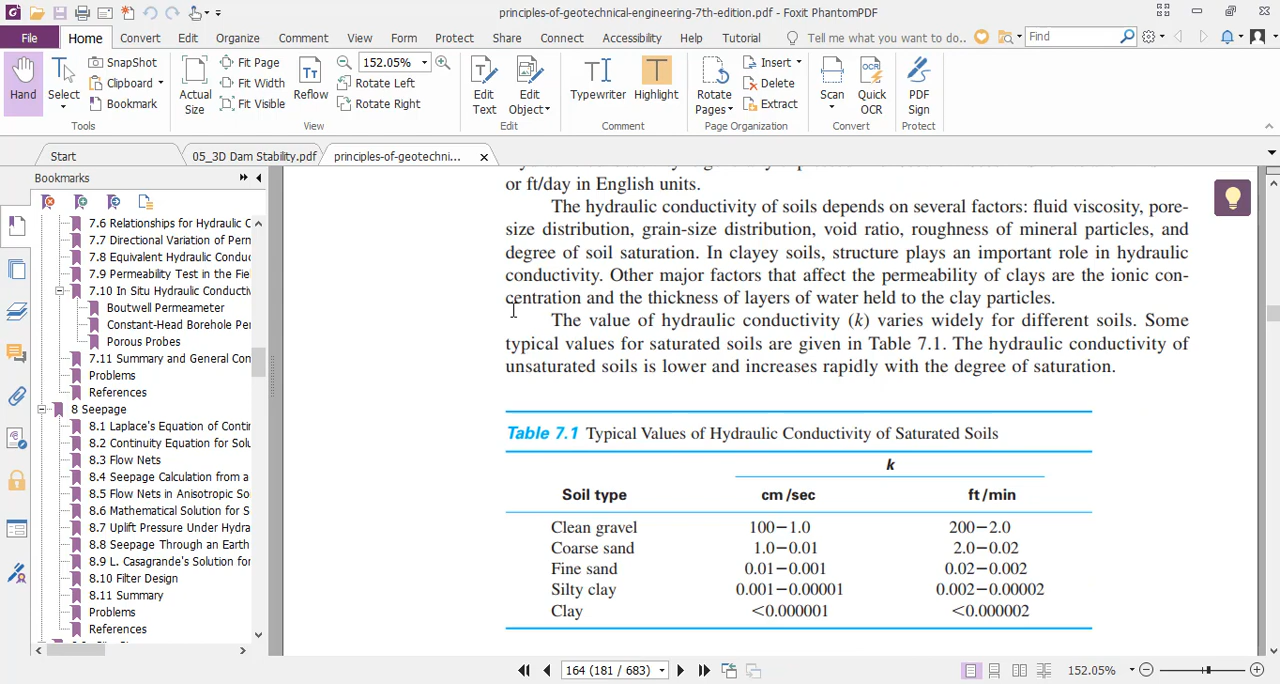 principles-of-geotechnical-engineering-7th-edition.pdf - Foxit PhantomPDF
File Home Convert Edit Organize Comment View Form Protect Share Connect Accessibility Help Tutorial Tell me what you want to do.. Find
Hand
Select
SnapShot
Clipboard
Bookmark
Tools
Actual Size
Fit Page
Fit Width
Fit Visible
Reflow
152.05%
Rotate Left
Rotate Right
View
Edit Text
Edit Object
Edit
Typewriter
Highlight
Comment
Rotate Pages
Insert
Delete
Extract
Page Organization
Scan
Quick OCR
Convert
PDF Sign
Protect
Start 05_3D Dam Stability.pdf principles-of-geotechni...
Bookmarks
7.6 Relationships for Hydraulic C
7.7 Directional Variation of Perm
7.8 Equivalent Hydraulic Conduc
7.9 Permeability Test in the Fie
7.10 In Situ Hydraulic Conductiv
Boutwell Permeameter
Constant-Head Borehole Pe
Porous Probes
7.11 Summary and General Con
Problems
References
8 Seepage
8.1 Laplace's Equation of Contin
8.2 Continuity Equation for Solu
8.3 Flow Nets
8.4 Seepage Calculation from a
8.5 Flow Nets in Anisotropic So
8.6 Mathematical Solution for S
8.7 Uplift Pressure Under Hydra
8.8 Seepage Through an Earth
8.9 L. Casagrande's Solution for
8.10 Filter Design
8.11 Summary
Problems
References
or ft/day in English units.
The hydraulic conductivity of soils depends on several factors: fluid viscosity, pore-
size distribution, grain-size distribution, void ratio, roughness of mineral particles, and
degree of soil saturation. In clayey soils, structure plays an important role in hydraulic
conductivity. Other major factors that affect the permeability of clays are the ionic con-
centration and the thickness of layers of water held to the clay particles.
The value of hydraulic conductivity (k) varies widely for different soils. Some
typical values for saturated soils are given in Table 7.1. The hydraulic conductivity of
unsaturated soils is lower and increases rapidly with the degree of saturation.
Table 7.1 Typical Values of Hydraulic Conductivity of Saturated Soils
k
Soil type cm/sec ft/min
Clean gravel 100–1.0 200–2.0
Coarse sand 1.0–0.01 2.0–0.02
Fine sand 0.01–0.001 0.02–0.002
Silty clay 0.001–0.00001 0.002–0.00002
Clay <0.000001 <0.000002
164 (181 / 683) 152.05%